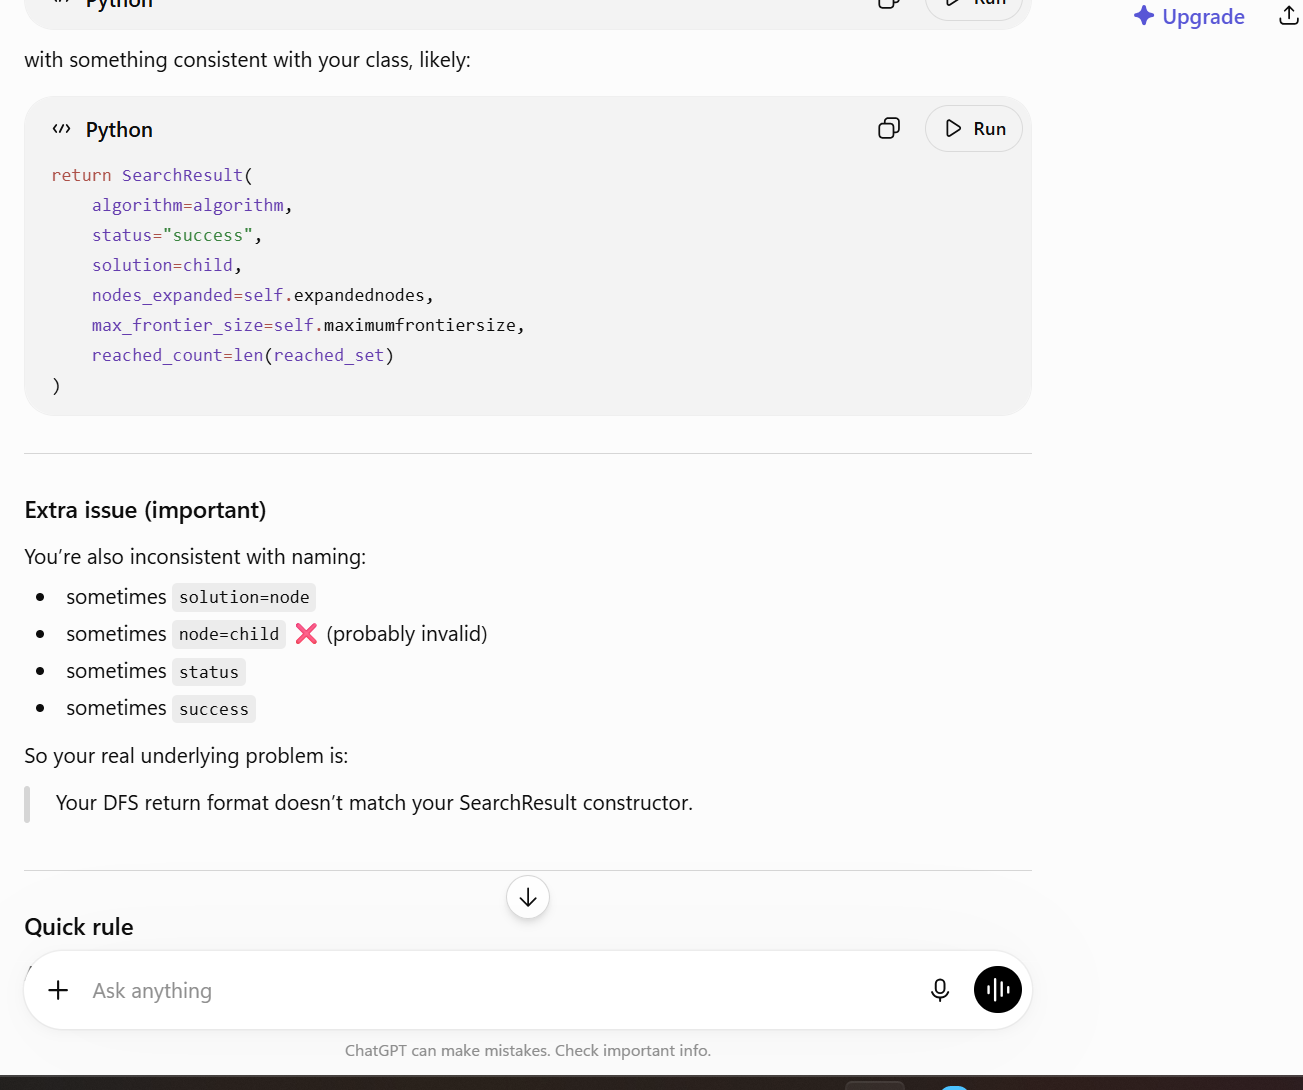 Python
Run
Upgrade
with something consistent with your class, likely:
Python
Run
return SearchResult(
    algorithm=algorithm,
    status="success",
    solution=child,
    nodes_expanded=self.expandednodes,
    max_frontier_size=self.maximumfrontiersize,
    reached_count=len(reached_set)
)
Extra issue (important)
You’re also inconsistent with naming:
sometimes solution=node
sometimes node=child ❌ (probably invalid)
sometimes status
sometimes success
So your real underlying problem is:
Your DFS return format doesn’t match your SearchResult constructor.
Quick rule
Ask anything
ChatGPT can make mistakes. Check important info.